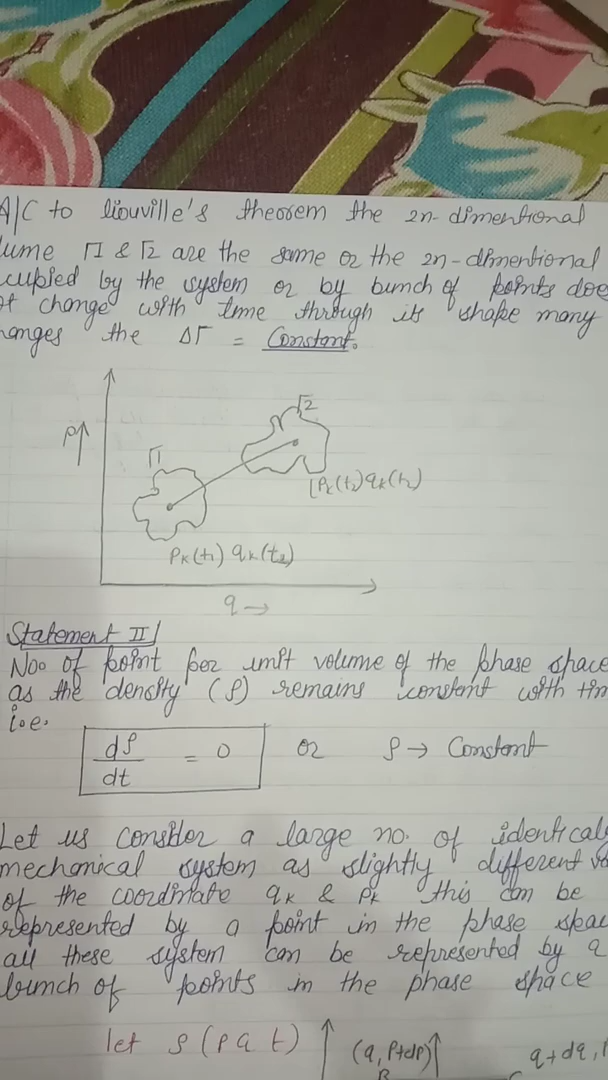 A/C to liouville's theorem the 2n-dimentional
lume Γ1 & Γ2 are the same or the 2n-dimentional
cupied by the system or by bunch of points doe
ot change with time through its shape many
hanges the ΔΓ = Constant.
Γ2
p↑
Γ1
[Pk(t2) qk(t2)
Pk(t1) qk(t2)
q →
Statement II
Noo of point per unit volume of the phase space
as the density (ρ) remains constant with tim
i.e.
dρ/dt = 0 or ρ → Constant
Let us consider a large no. of identical
mechanical system as slightly different va
of the coordinate qk & Pk this can be
represented by a point in the phase spac
all these system can be represented by a
bunch of points in the phase space
let ρ(p q t) (q, P+dp) q+dq, P
B C